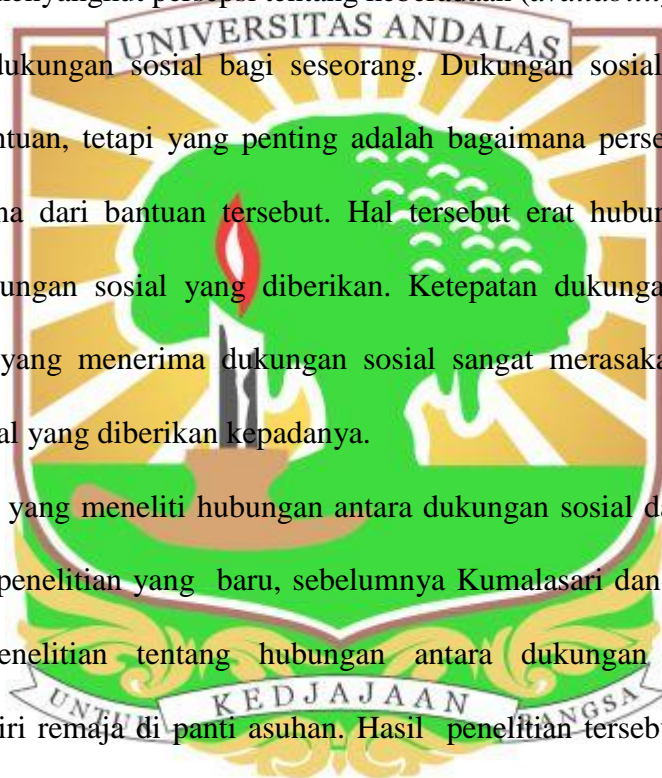 menyangkut persepsi tentang keberadaan (availability
UNIVERSITAS ANDALAS
dukungan sosial bagi seseorang. Dukungan sosial
ntuan, tetapi yang penting adalah bagaimana perse
na dari bantuan tersebut. Hal tersebut erat hubun
ungan sosial yang diberikan. Ketepatan dukunga
yang menerima dukungan sosial sangat merasaka
al yang diberikan kepadanya.
yang meneliti hubungan antara dukungan sosial da
penelitian yang baru, sebelumnya Kumalasari dan
enelitian tentang hubungan antara dukungan
UNTUK KEDJAJAAN BANGSA
iri remaja di panti asuhan. Hasil penelitian tersebu